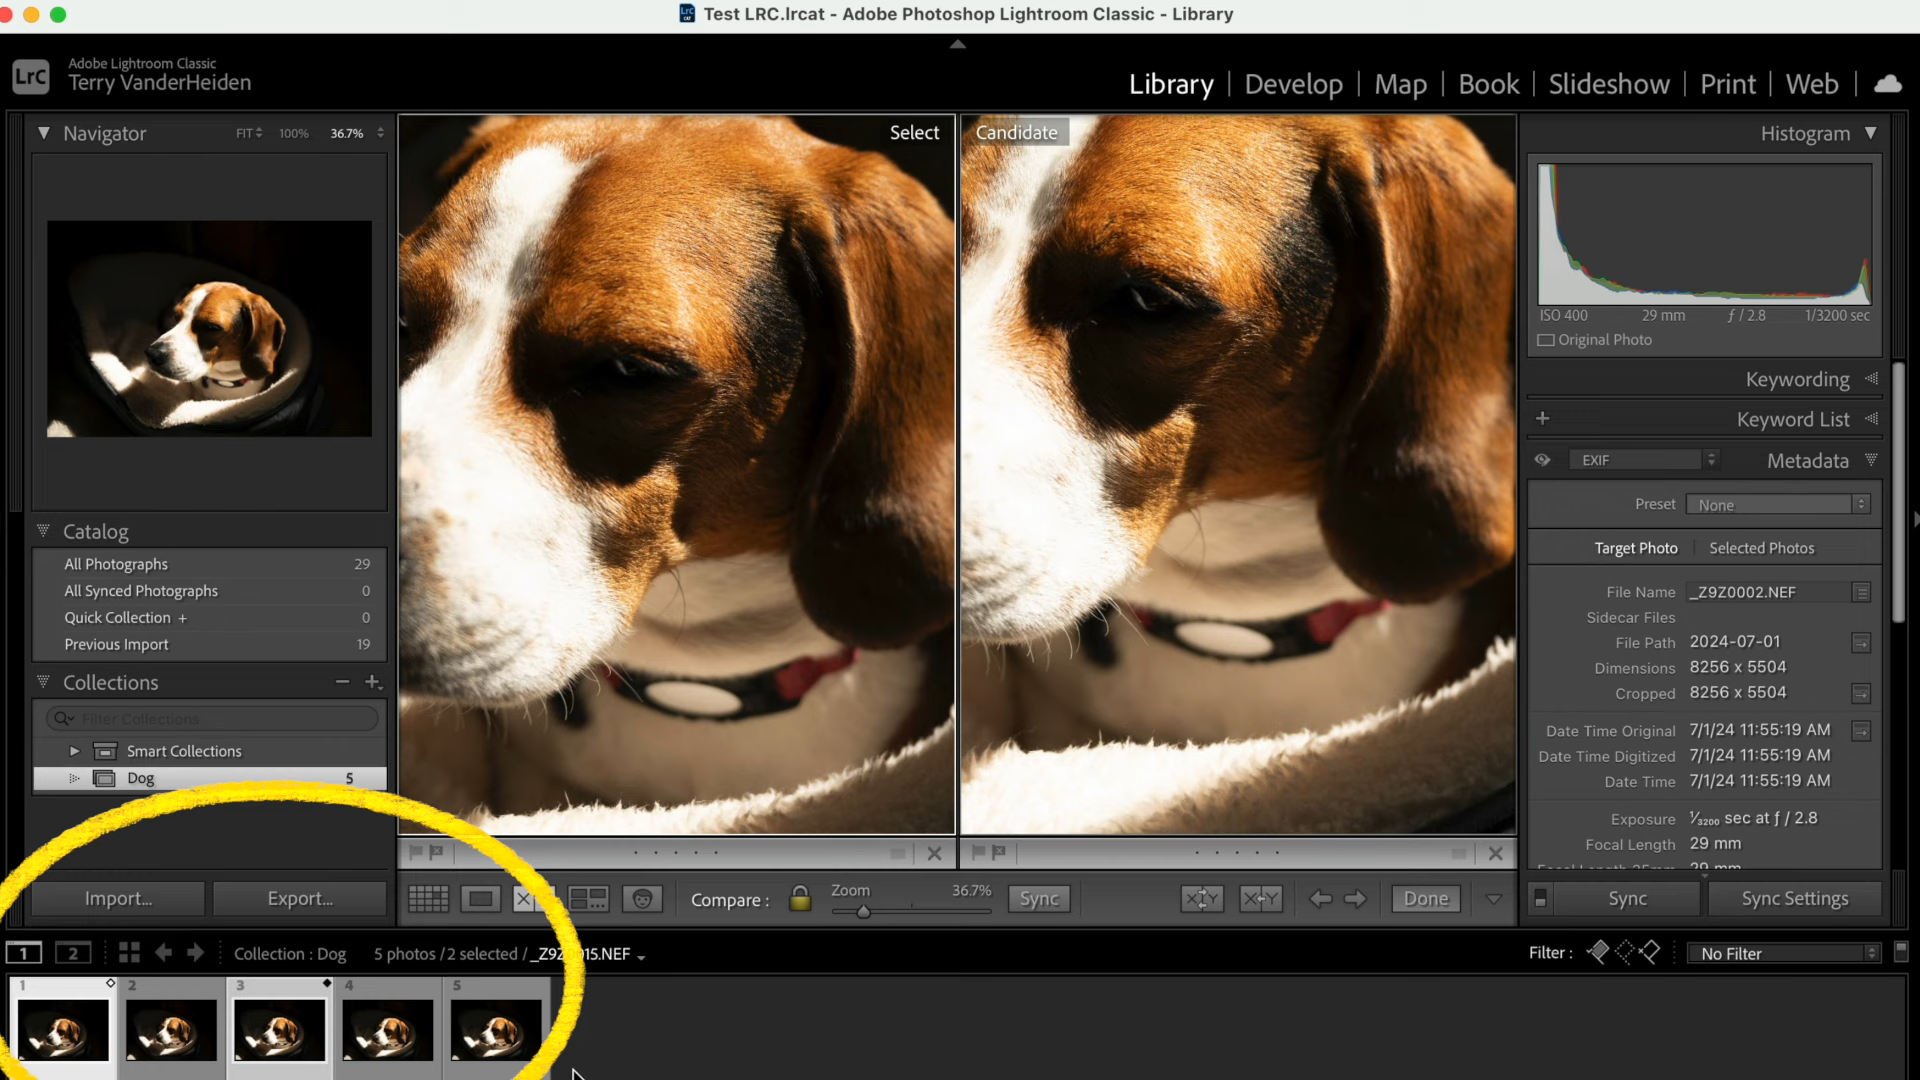 Test LRC.lrcat - Adobe Photoshop Lightroom Classic - Library
LrC
Adobe Lightroom Classic
Terry VanderHeiden
Library | Develop | Map | Book | Slideshow | Print | Web
Navigator FIT 100% 36.7%
Select
Candidate
Histogram
ISO 400 29 mm ƒ / 2.8 1/3200 sec
Original Photo
Keywording
+ Keyword List
EXIF Metadata
Preset None
Target Photo Selected Photos
File Name _Z9Z0002.NEF
Sidecar Files
File Path 2024-07-01
Dimensions 8256 x 5504
Cropped 8256 x 5504
Date Time Original 7/1/24 11:55:19 AM
Date Time Digitized 7/1/24 11:55:19 AM
Date Time 7/1/24 11:55:19 AM
Exposure 1/3200 sec at ƒ / 2.8
Focal Length 29 mm
Catalog
All Photographs 29
All Synced Photographs 0
Quick Collection + 0
Previous Import 19
Collections − +
Filter Collections
Smart Collections
Dog 5
Import... Export...
Compare : Zoom 36.7% Sync
X Y X Y Done
Sync Sync Settings
1 2 Collection : Dog 5 photos / 2 selected /
Filter : No Filter
1 2 3 4 5